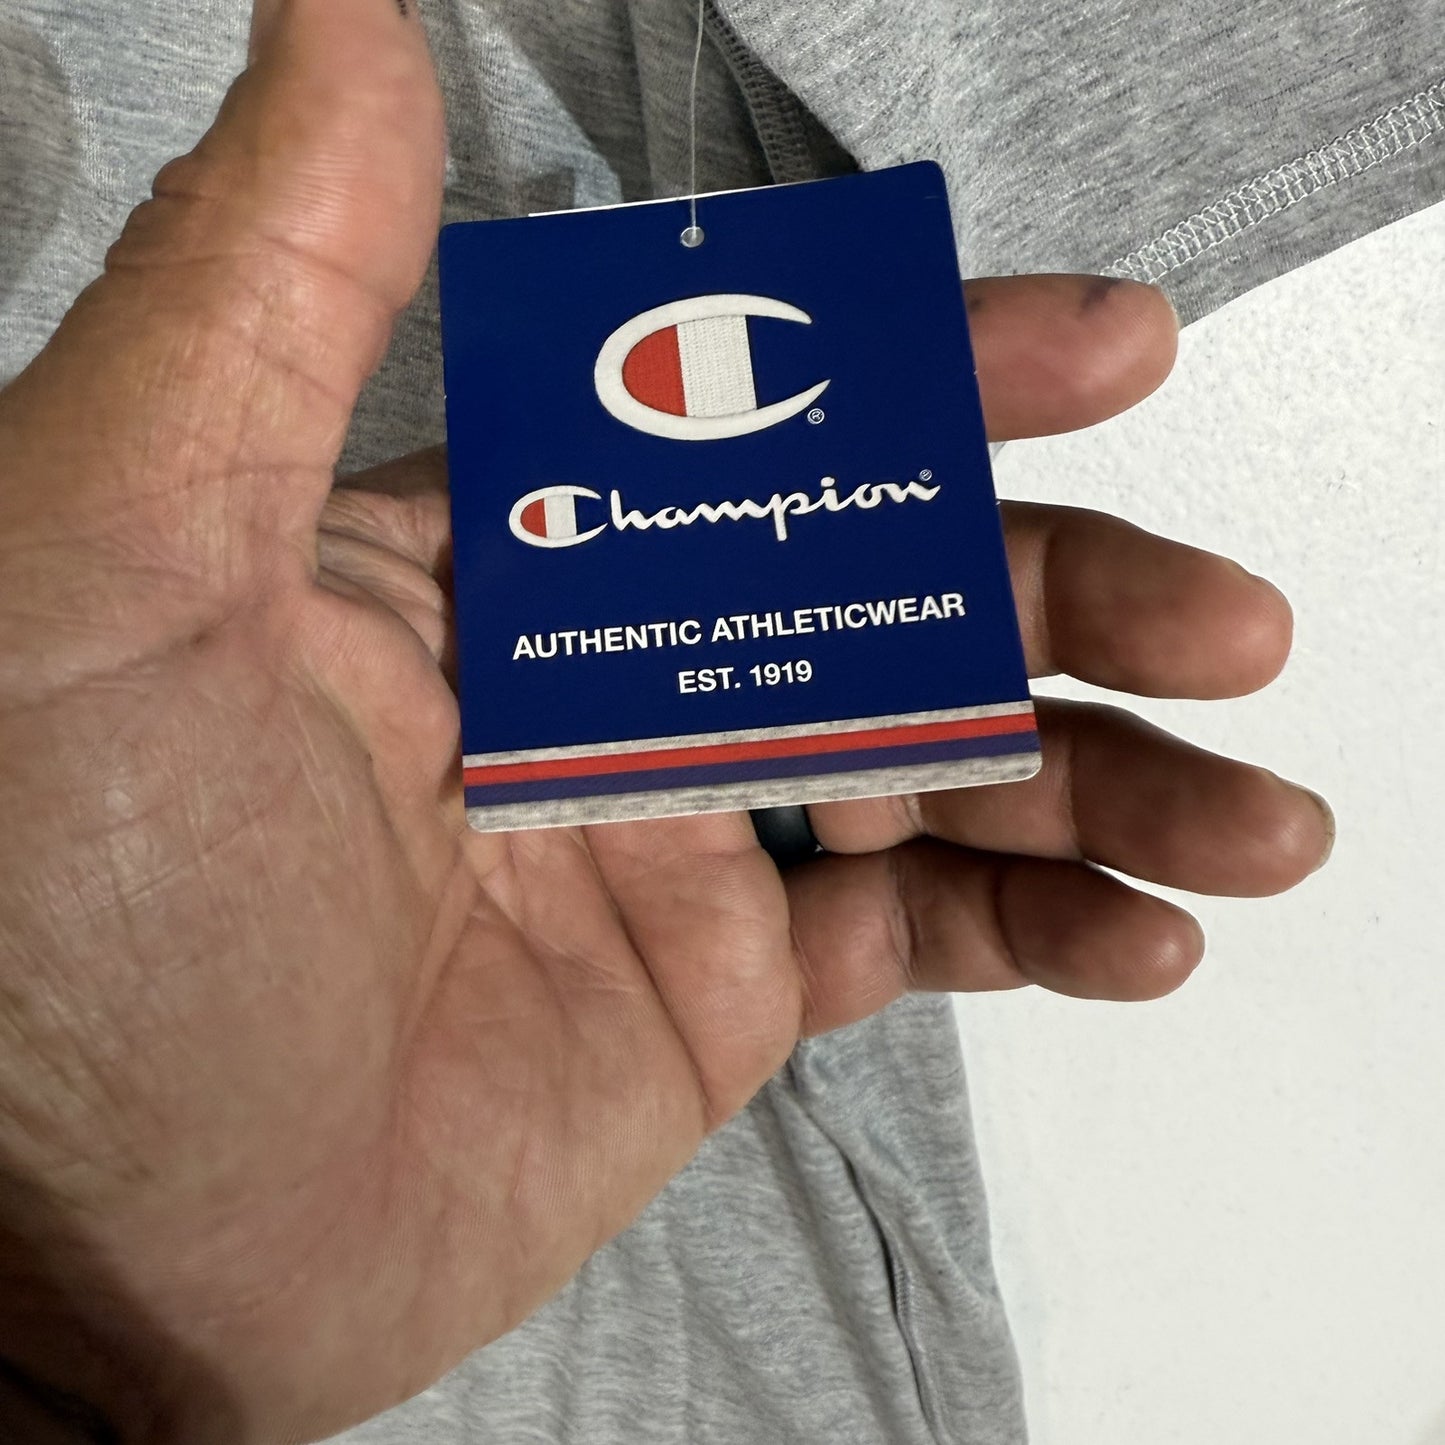 C®
Champion®
AUTHENTIC ATHLETICWEAR
EST. 1919